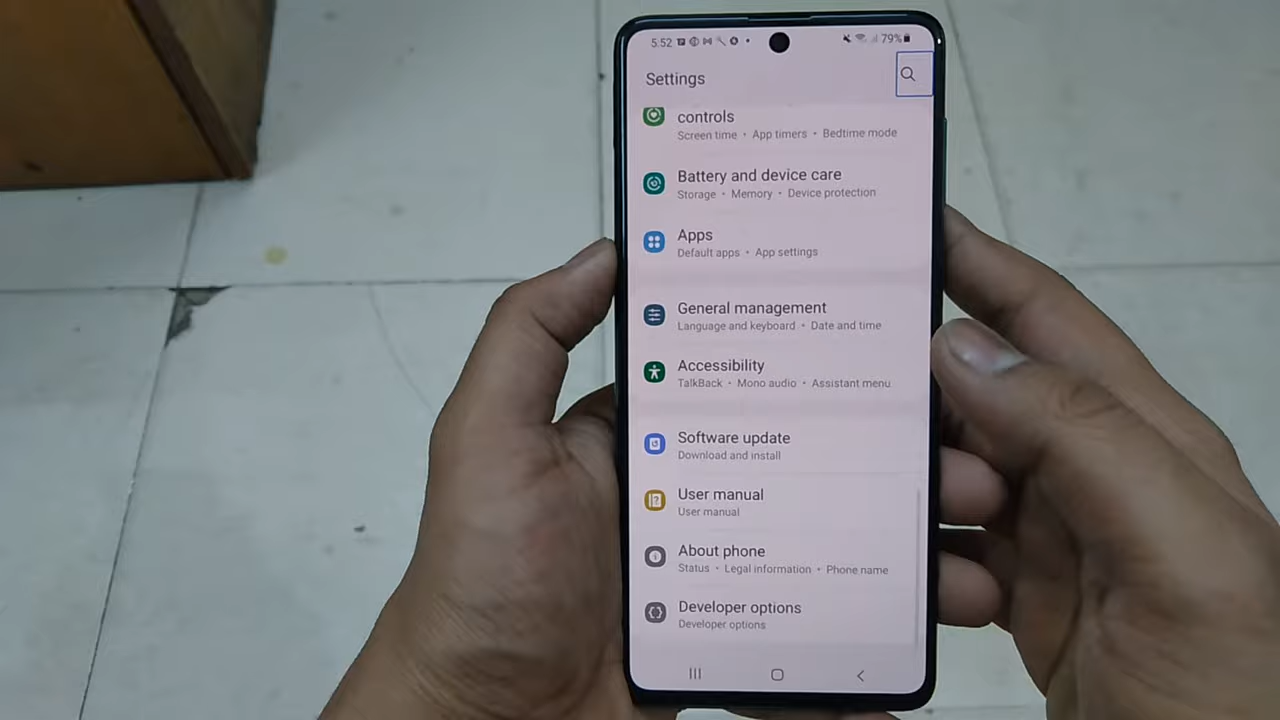 5:52
79%
Settings
controls
Screen time • App timers • Bedtime mode
Battery and device care
Storage • Memory • Device protection
Apps
Default apps • App settings
General management
Language and keyboard • Date and time
Accessibility
TalkBack • Mono audio • Assistant menu
Software update
Download and install
User manual
User manual
About phone
Status • Legal information • Phone name
Developer options
Developer options